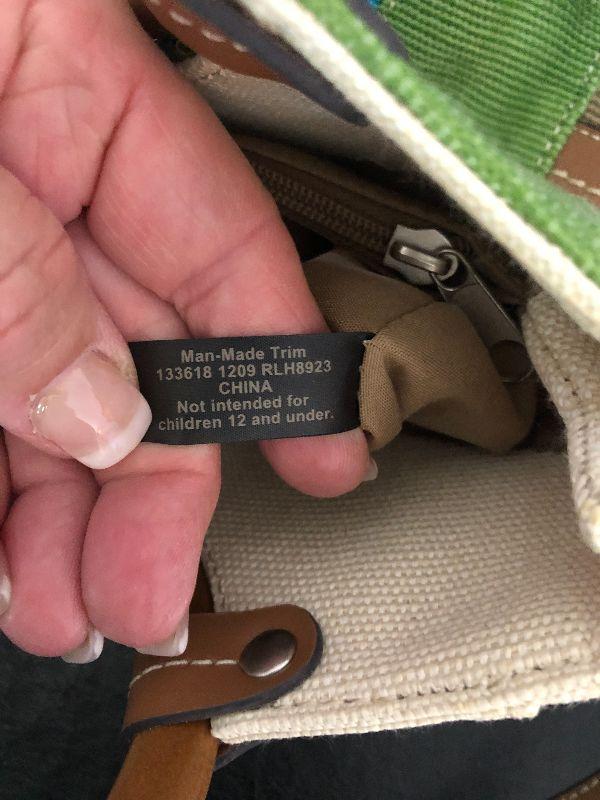 Man-Made Trim
133618 1209 RLH8923
CHINA
Not intended for
children 12 and under.